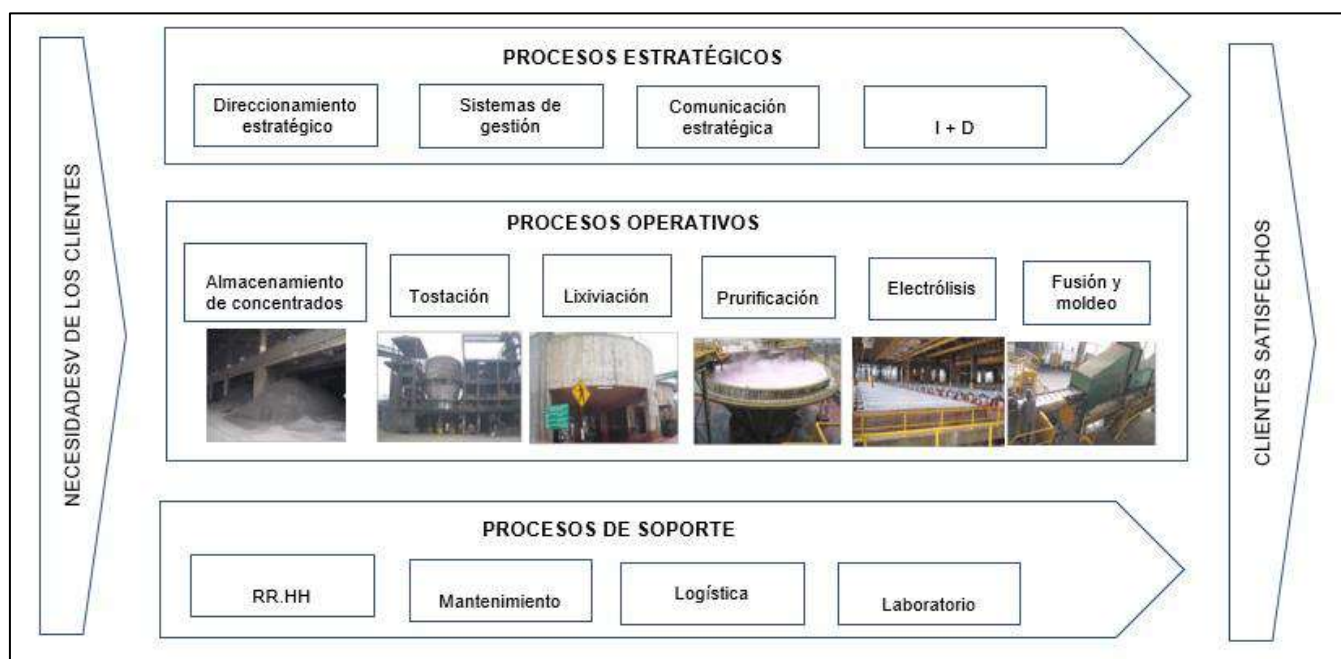 NECESIDADESV DE LOS CLIENTES
PROCESOS ESTRATÉGICOS
Direccionamiento
estratégico
Sistemas de
gestión
Comunicación
estratégica
I + D
PROCESOS OPERATIVOS
Almacenamiento
de concentrados
Tostación
Lixiviación
Prurificación
Electrólisis
Fusión y
moldeo
PROCESOS DE SOPORTE
RR.HH
Mantenimiento
Logística
Laboratorio
CLIENTES SATISFECHOS